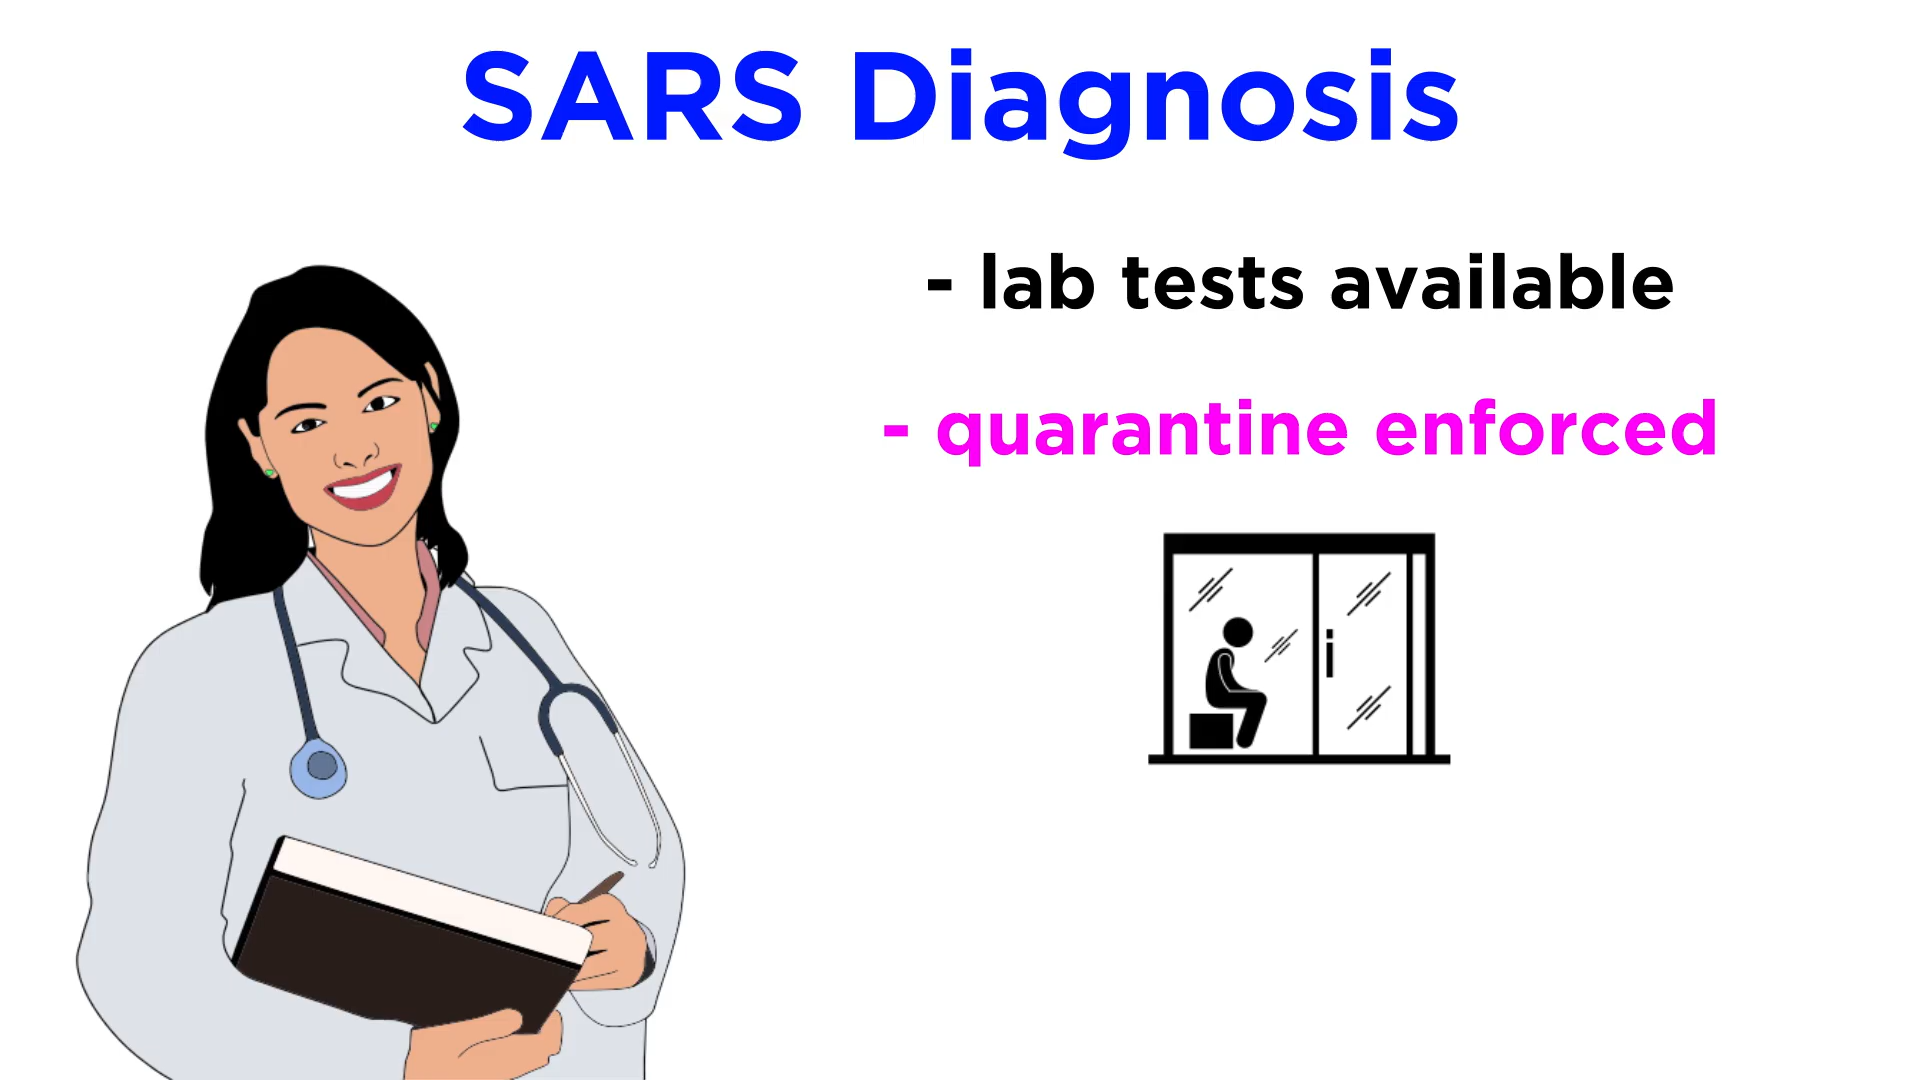 SARS Diagnosis
- lab tests available
- quarantine enforced